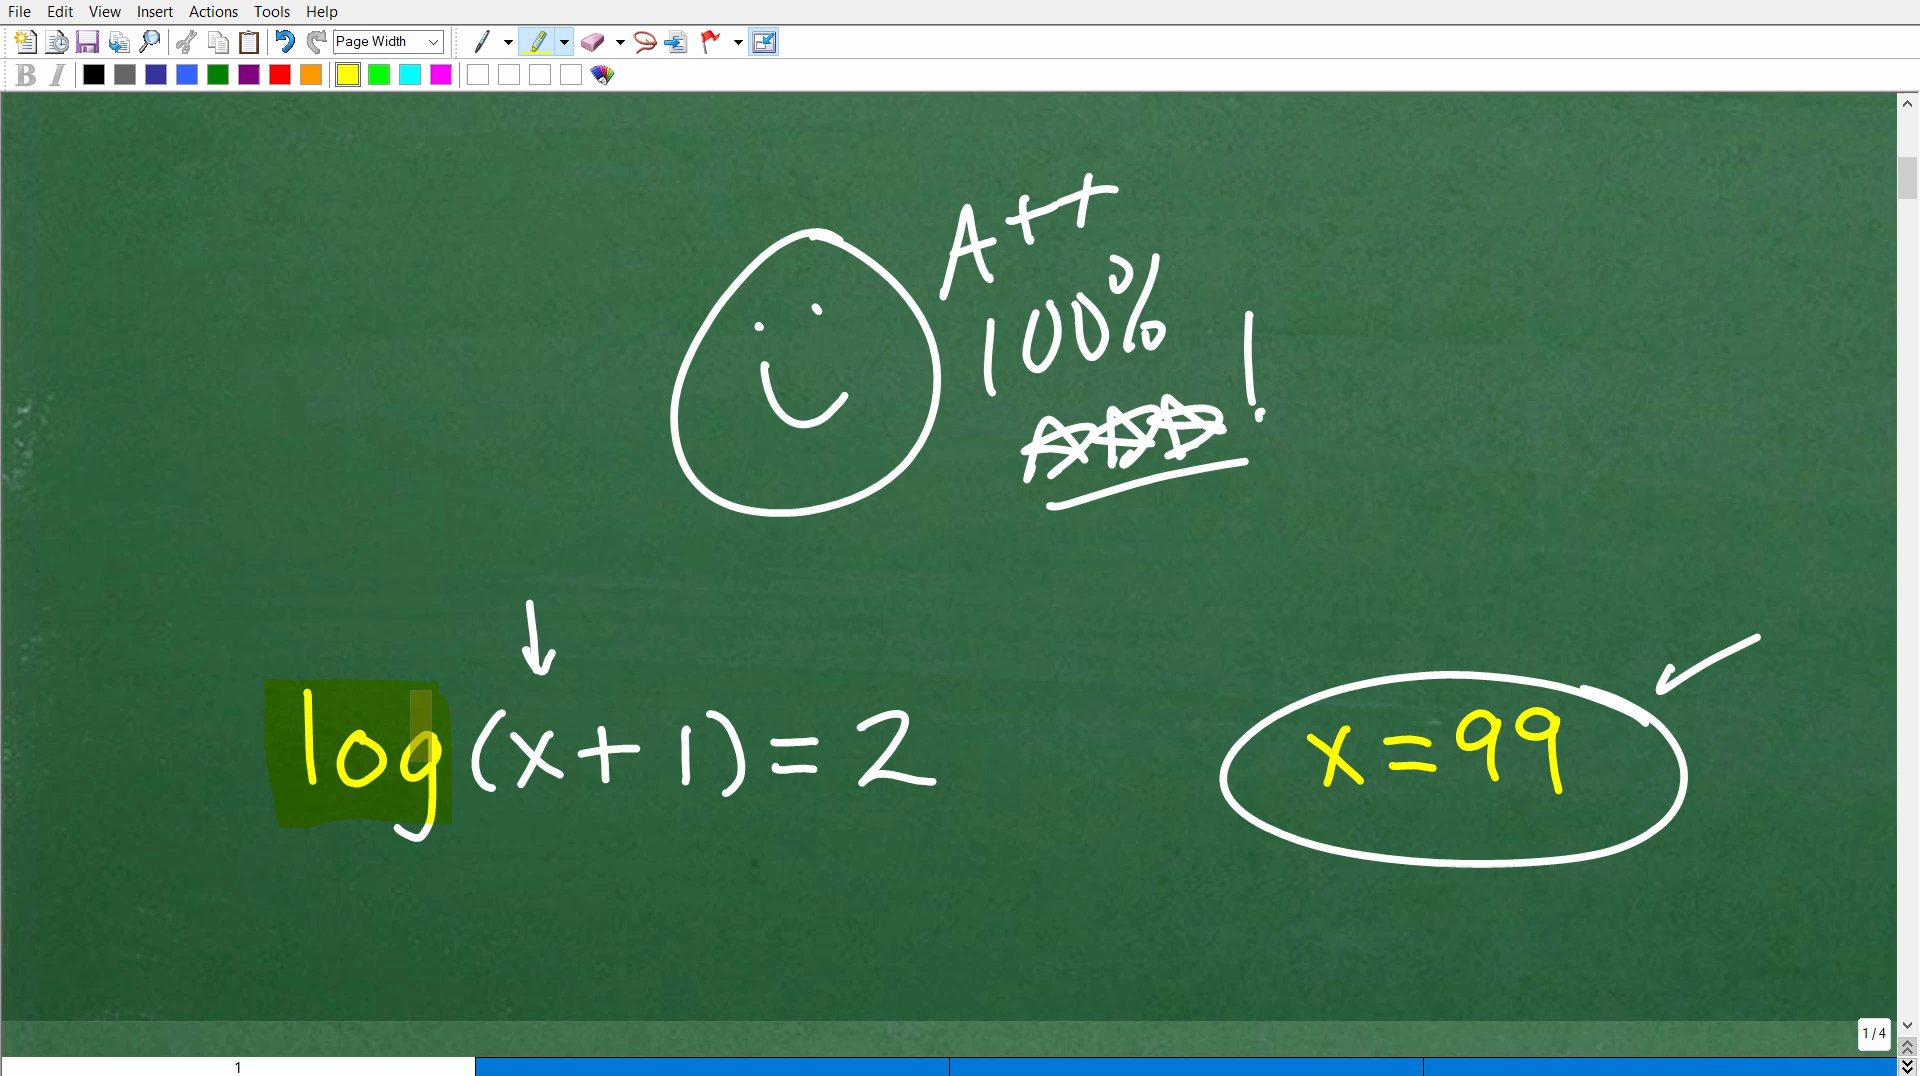 File Edit View Insert Actions Tools Help
Page Width
B I
A++
100%
!
log (x+1)=2
x=99
1 / 4
1